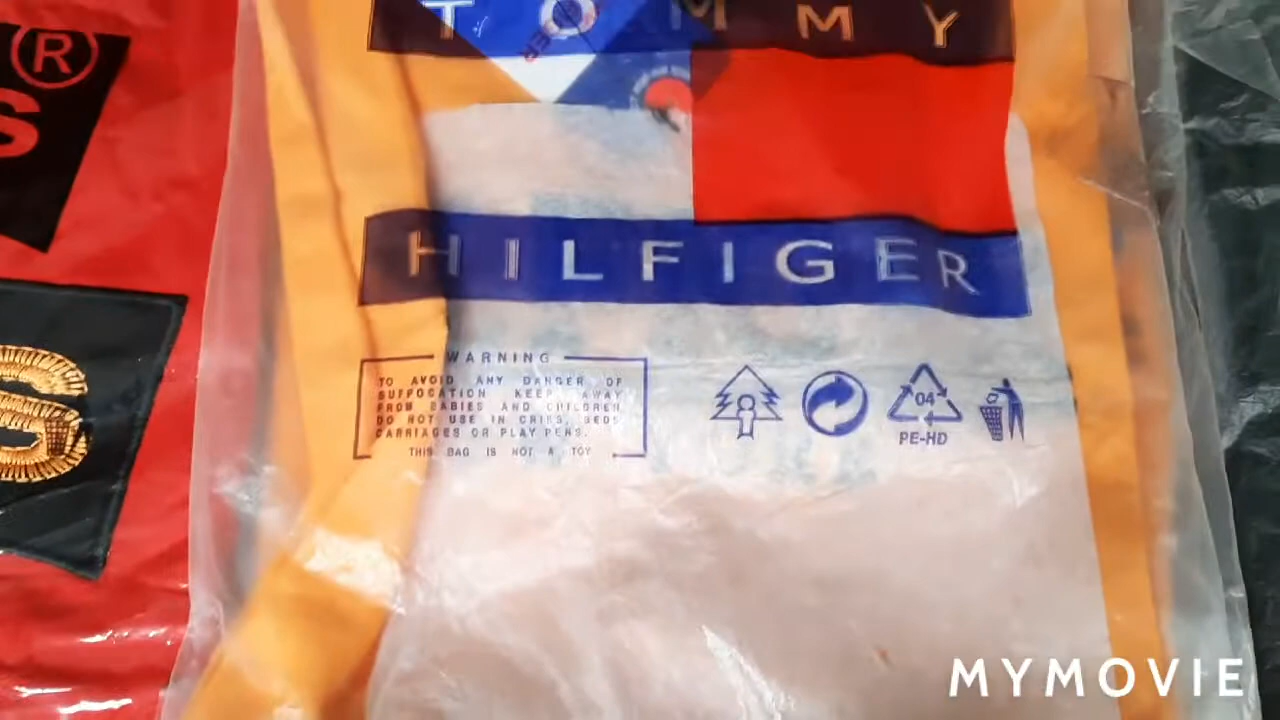 ®
S
TOMMY
HILFIGER
G
WARNING
TO AVOID ANY DANGER OF
SUFFOCATION KEEP AWAY
FROM BABIES AND CHILDREN
DO NOT USE IN CRIBS, BEDS
CARRIAGES OR PLAY PENS.
THIS BAG IS NOT A TOY
04
PE-HD
MYMOVIE